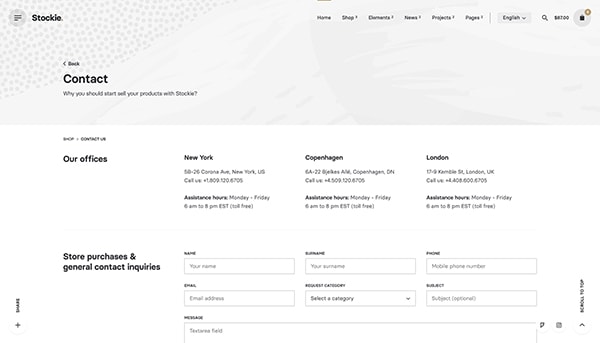 Stockie.
Home Shop Elements News Projects Pages English $87.00
Back
Contact
Why you should start sell your products with Stockie?
SHOP CONTACT US
Our offices
New York
5B-26 Corona Ave, New York, US
Call us: +1.809.120.6705
Assistance hours: Monday - Friday
6 am to 8 pm EST (toll free)
Copenhagen
6A-22 Bjelkes Allé, Copenhagen, DN
Call us: +4.509.120.6705
Assistance hours: Monday - Friday
6 am to 8 pm EST (toll free)
London
17-9 Kemble St, London, UK
Call us: +4.408.600.6705
Assistance hours: Monday - Friday
6 am to 8 pm EST (toll free)
Store purchases &
general contact inquiries
NAME SURNAME PHONE
Your name Your surname Mobile phone number
EMAIL REQUEST CATEGORY SUBJECT
Email address Select a category Subject (optional)
MESSAGE
Textarea field
SHARE
SCROLL TO TOP